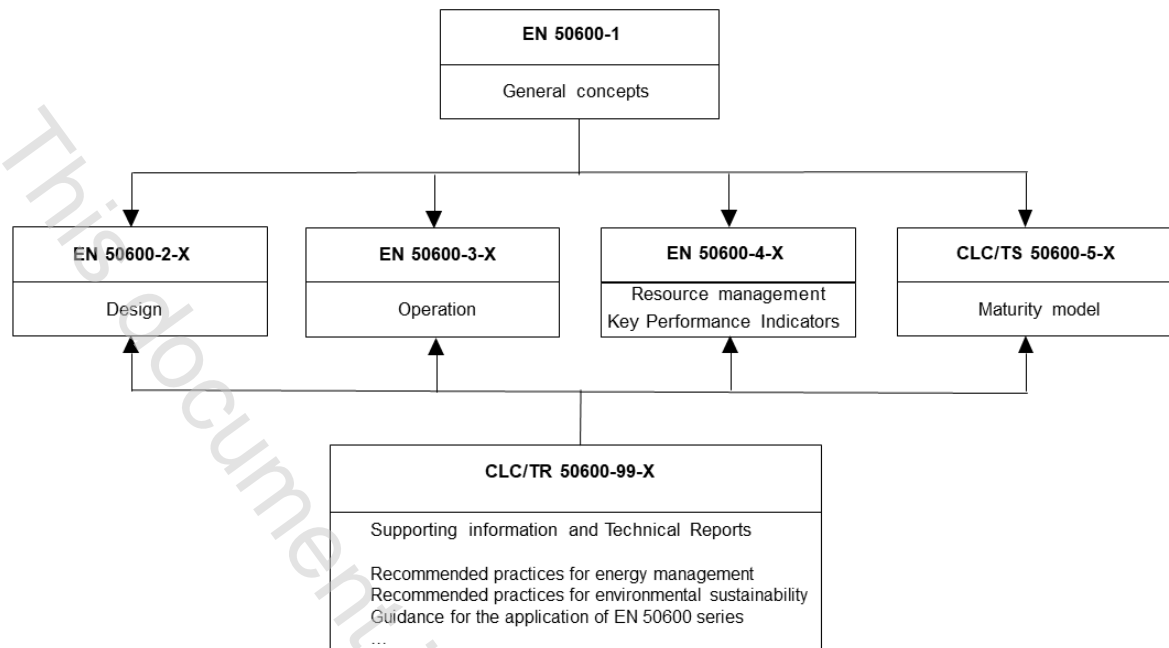 EN 50600-1
General concepts
EN 50600-2-X
Design
EN 50600-3-X
Operation
EN 50600-4-X
Resource management
Key Performance Indicators
CLC/TS 50600-5-X
Maturity model
CLC/TR 50600-99-X
Supporting information and Technical Reports
Recommended practices for energy management
Recommended practices for environmental sustainability
Guidance for the application of EN 50600 series
...
This document